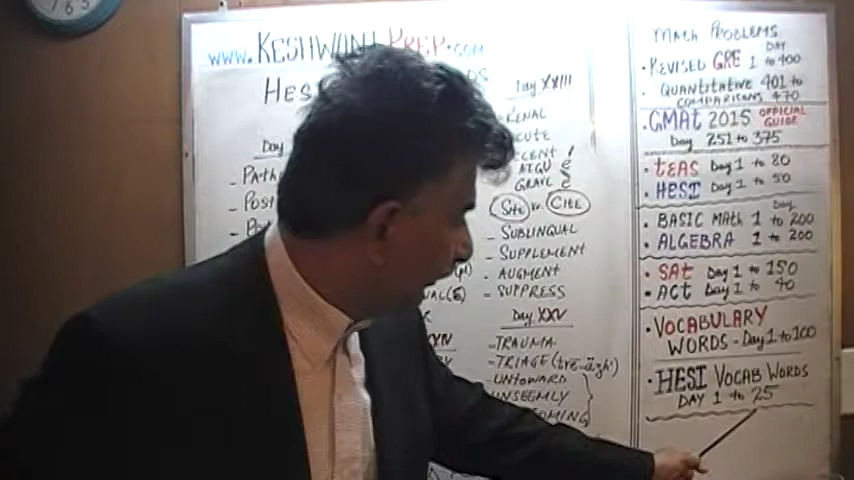 www.KESHWANIPREP.com
HES
Day
- PATH
- POST
DAY XXIII
RENAL
ACUTE
ACCENT
AIGU é
GRAVE è
SITE vs. CITE
- SUBLINGUAL
- SUPPLEMENT
- AUGMENT
- SUPPRESS
DAY XXV
- TRAUMA
- TRIAGE (trē-äzh')
- UNTOWARD
UNSEEMLY
MATH PROBLEMS
• REVISED GRE DAY 1 to 400
• QUANTITATIVE 401 to
COMPARISONS 470
• GMAT 2015 OFFICIAL GUIDE
Day 251 to 375
• TEAS Day 1 to 80
• HESI Day 1 to 50
• BASIC MATH Day 1 to 200
• ALGEBRA 1 to 200
• SAT Day 1 to 150
• ACT Day 1 to 40
• VOCABULARY
WORDS - Day 1 to 100
• HESI VOCAB WORDS
DAY 1 to 25